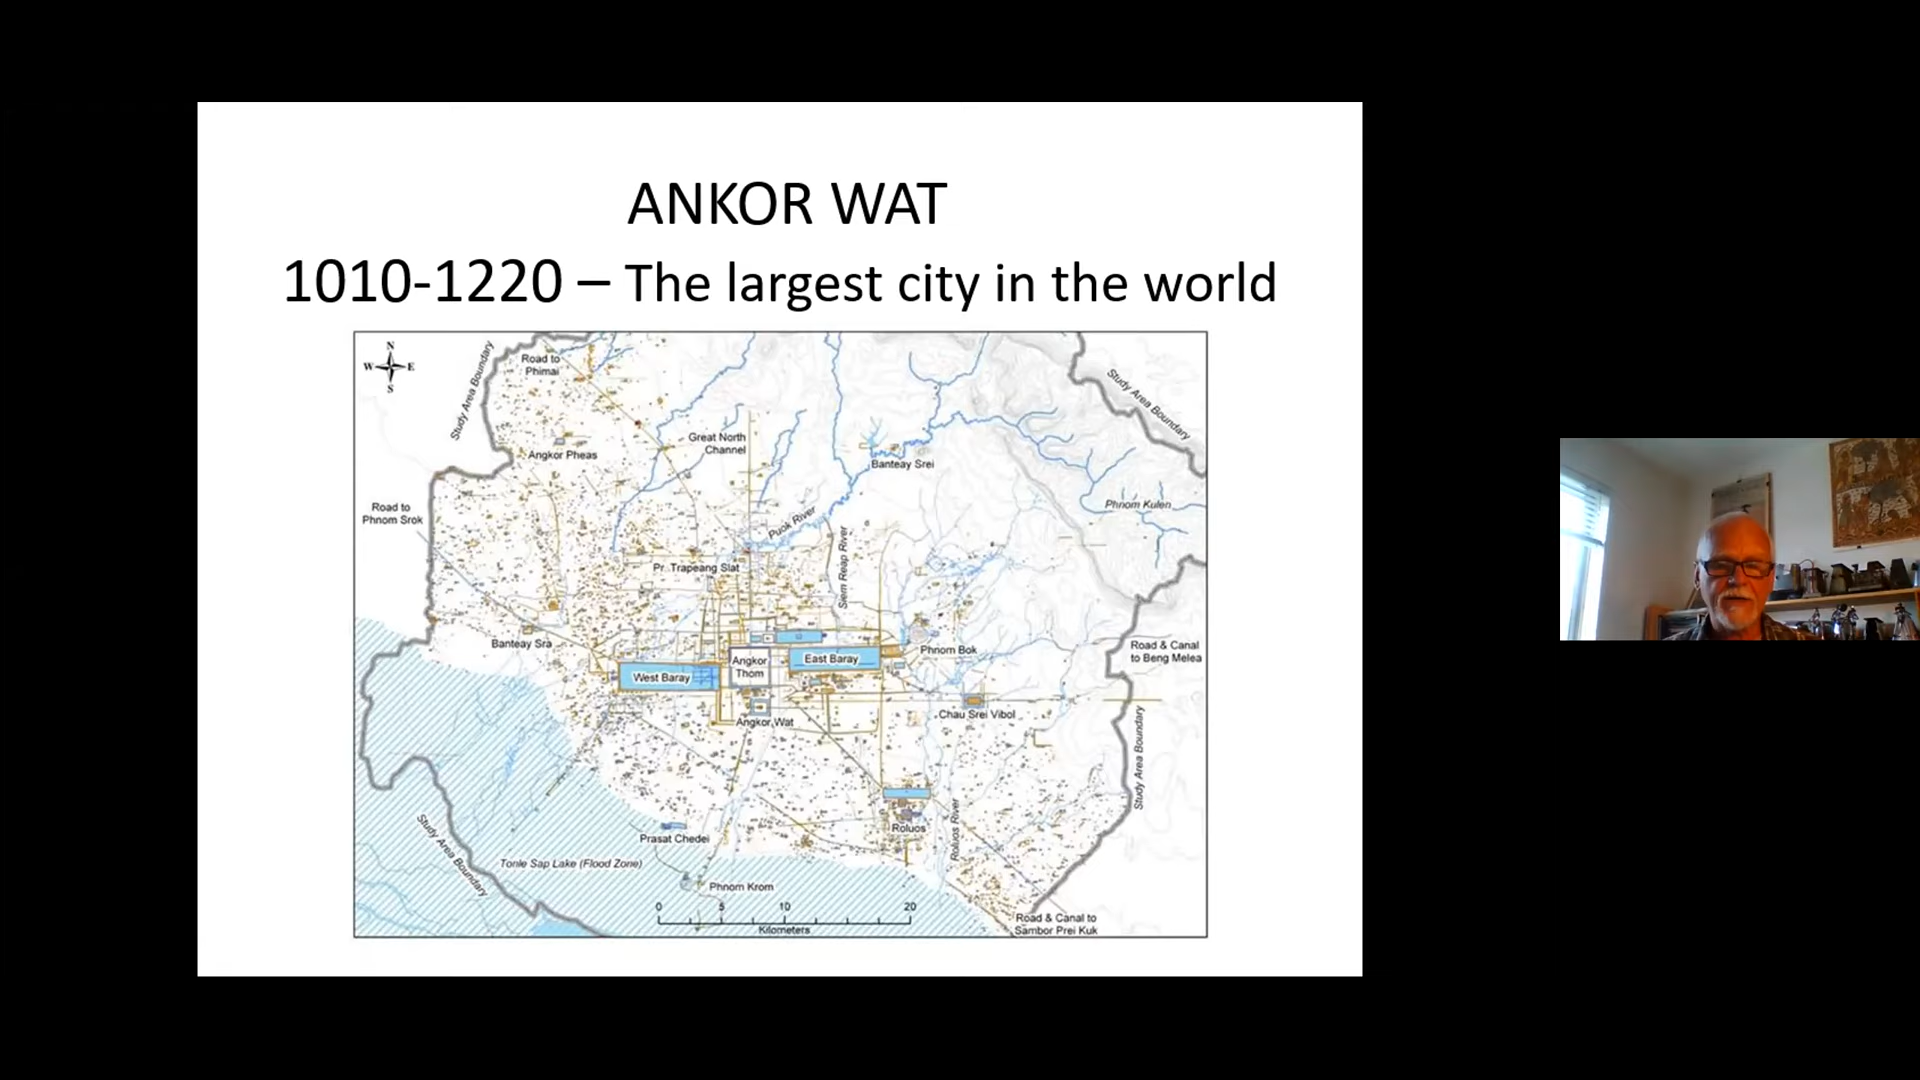 ANKOR WAT
1010-1220 – The largest city in the world
N
W E
S
Study Area Boundary
Road to
Phimai
Study Area Boundary
Great North
Channel
Angkor Pheas
Banteay Srei
Phnom Kulen
Road to
Phnom Srok
Puok River
Siem Reap River
Pr. Trapeang Slat
Banteay Sra
Phnom Bok
Road & Canal
to Beng Melea
West Baray
Angkor
Thom
East Baray
Angkor Wat
Chau Srei Vibol
Study Area Boundary
Roluos
Roluos River
Prasat Chedei
Study Area Boundary
Tonle Sap Lake (Flood Zone)
Phnom Krom
0 5 10 20
Kilometers
Road & Canal to
Sambor Prei Kuk